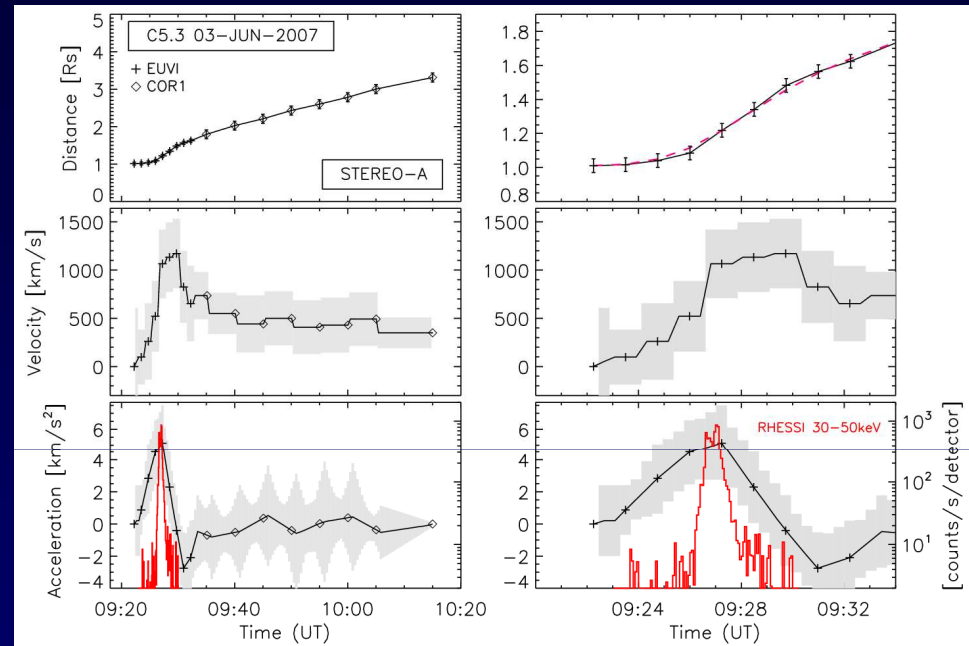 C5.3 03-JUN-2007
+ EUVI
◇ COR1
STEREO-A
Distance [Rs]
5
4
3
2
1
0
1.8
1.6
1.4
1.2
1.0
0.8
Velocity [km/s]
1500
1000
500
0
1500
1000
500
0
Acceleration [km/s²]
6
4
2
0
−2
−4
6
4
2
0
−2
−4
RHESSI 30−50keV
10³
10²
10¹
[counts/s/detector]
09:20 09:40 10:00 10:20
Time (UT)
09:24 09:28 09:32
Time (UT)